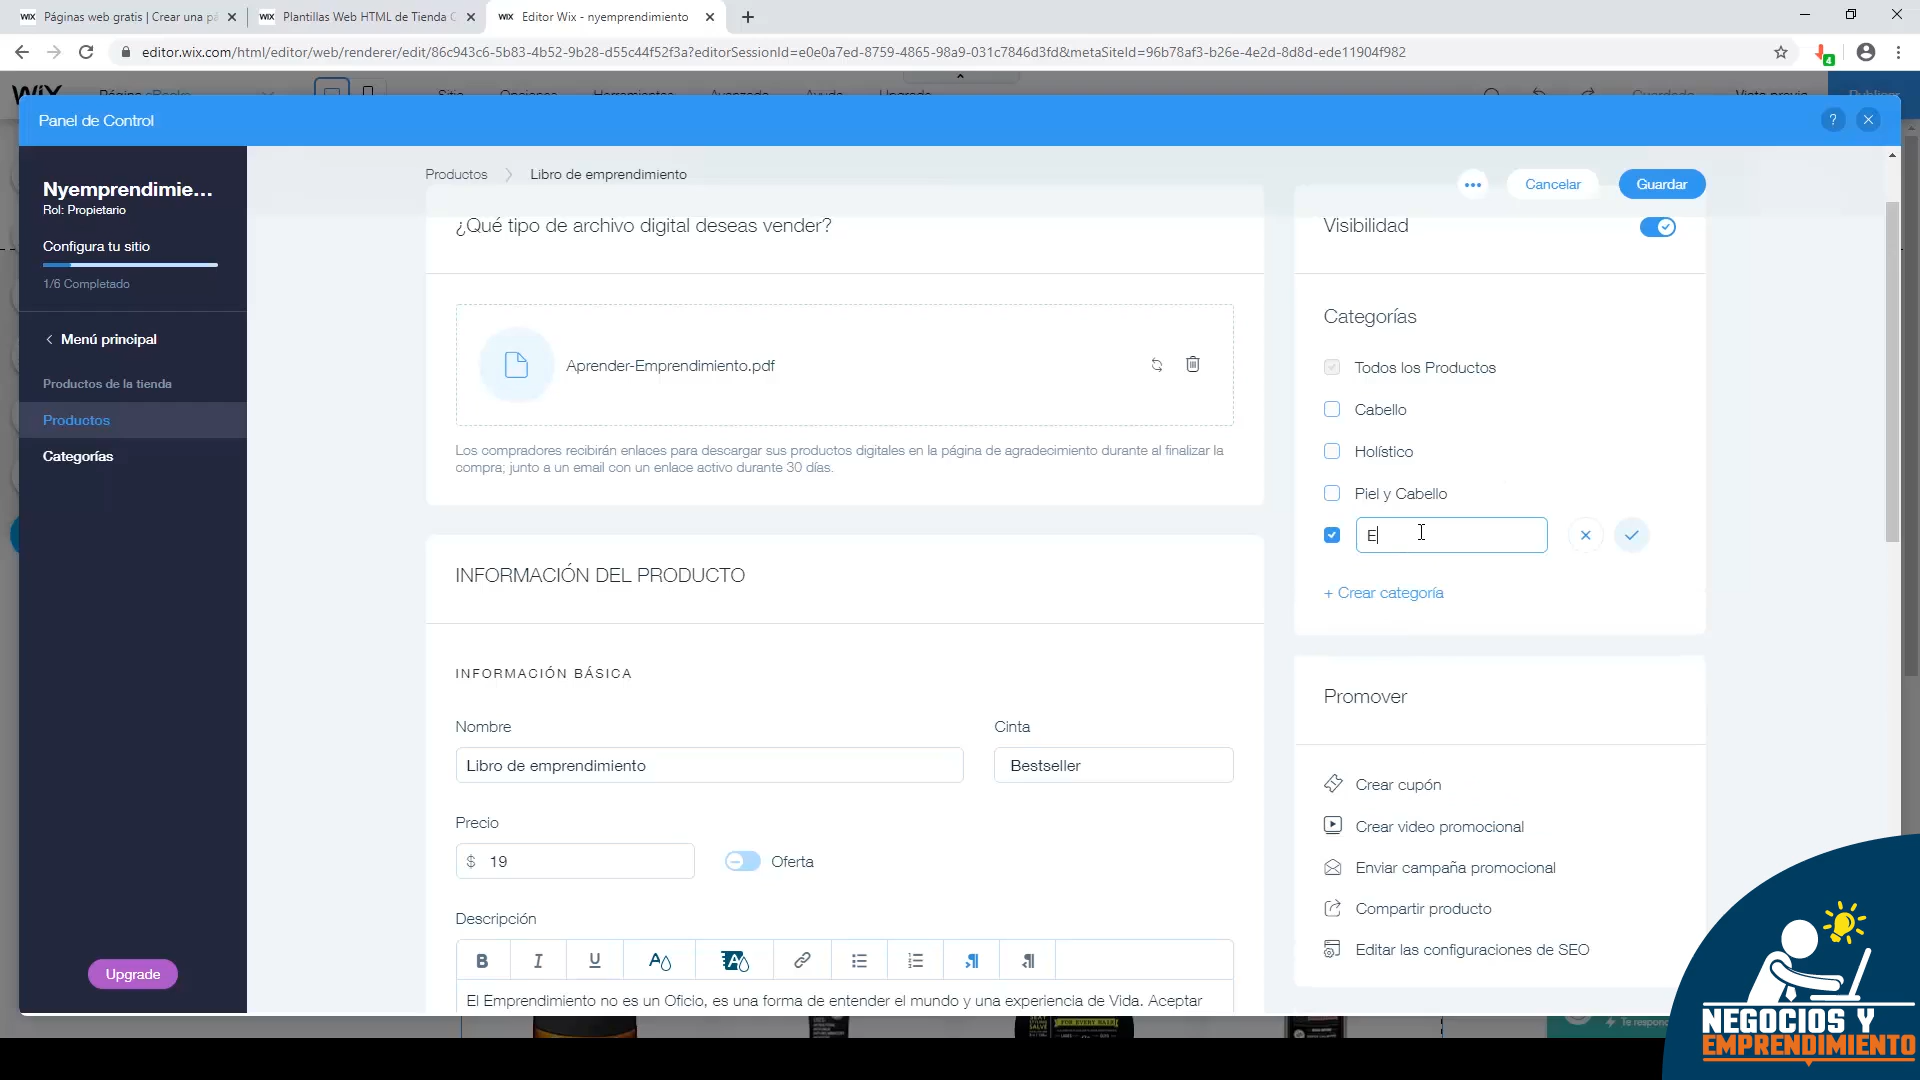 Páginas web gratis | Crear una pá
Plantillas Web HTML de Tienda
Editor Wix - nyemprendimiento
editor.wix.com/html/editor/web/renderer/edit/86c943c6-5b83-4b52-9b28-d55c44f52f3a?editorSessionId=e0e0a7ed-8759-4865-98a9-031c7846d3fd&metaSiteId=96b78af3-b26e-4e2d-8d8d-ede11904f982
4
Panel de Control
?
Nyemprendimie...
Rol: Propietario
Configura tu sitio
1/6 Completado
Menú principal
Productos de la tienda
Productos
Categorías
Upgrade
Productos > Libro de emprendimiento
Cancelar
Guardar
¿Qué tipo de archivo digital deseas vender?
Aprender-Emprendimiento.pdf
Los compradores recibirán enlaces para descargar sus productos digitales en la página de agradecimiento durante al finalizar la
compra; junto a un email con un enlace activo durante 30 días.
INFORMACIÓN DEL PRODUCTO
INFORMACIÓN BÁSICA
Nombre
Cinta
Libro de emprendimiento
Bestseller
Precio
$ 19
Oferta
Descripción
B I U
El Emprendimiento no es un Oficio, es una forma de entender el mundo y una experiencia de Vida. Aceptar
Visibilidad
Categorías
Todos los Productos
Cabello
Holístico
Piel y Cabello
E
+ Crear categoría
Promover
Crear cupón
Crear video promocional
Enviar campaña promocional
Compartir producto
Editar las configuraciones de SEO
NEGOCIOS Y
EMPRENDIMIENTO